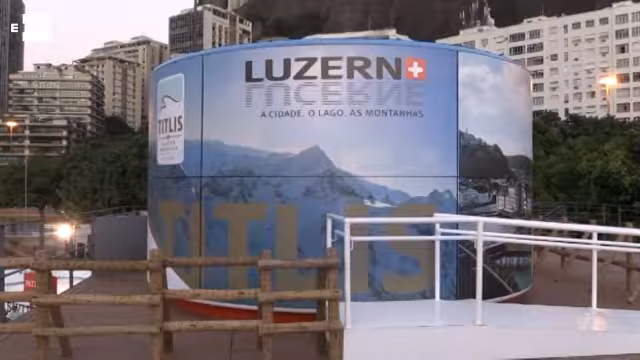 E
LUZERN
LUCERNE
A CIDADE. O LAGO. AS MONTANHAS
TITLIS
TITLIS